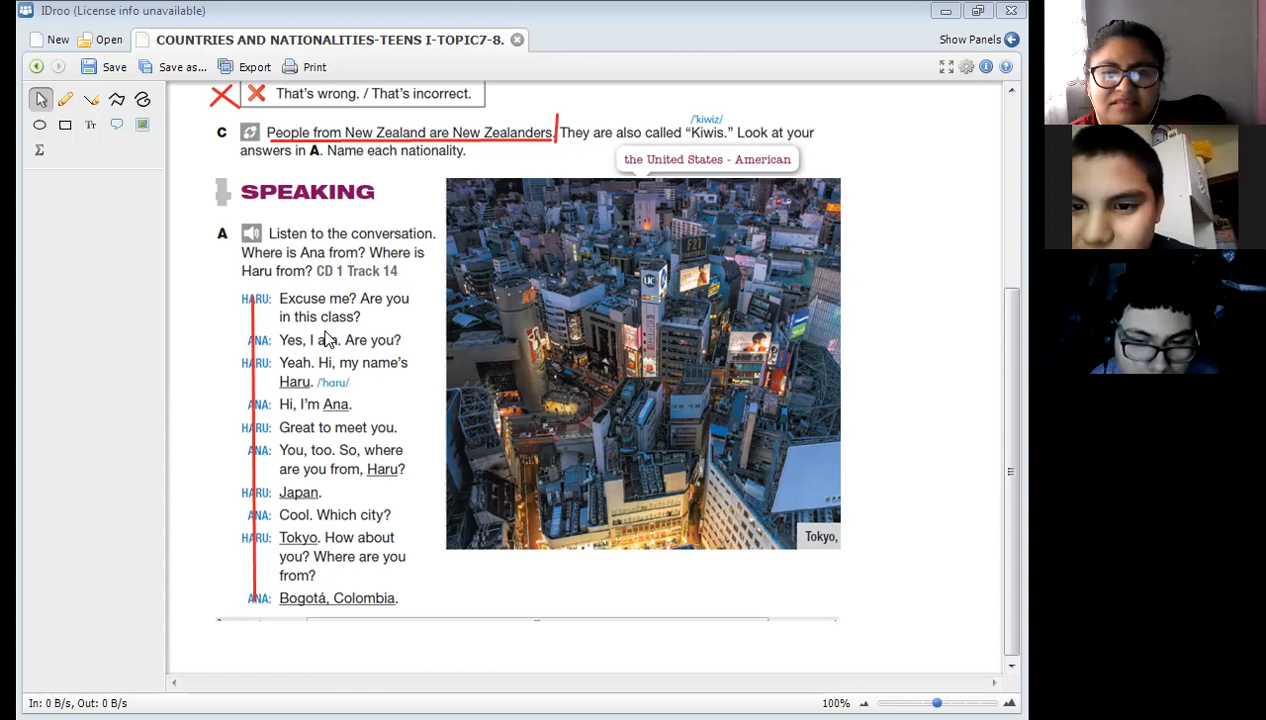 IDroo (License info unavailable)
New Open COUNTRIES AND NATIONALITIES-TEENS I-TOPIC7-8. Show Panels
Save Save as... Export Print
That's wrong. / That's incorrect.
/ˈkiwiz/
C People from New Zealand are New Zealanders. They are also called “Kiwis.” Look at your
answers in A. Name each nationality.
the United States - American
SPEAKING
A Listen to the conversation.
Where is Ana from? Where is
Haru from? CD 1 Track 14
HARU: Excuse me? Are you
in this class?
ANA: Yes, I am. Are you?
HARU: Yeah. Hi, my name's
Haru. /ˈhɑru/
ANA: Hi, I'm Ana.
HARU: Great to meet you.
ANA: You, too. So, where
are you from, Haru?
HARU: Japan.
ANA: Cool. Which city?
HARU: Tokyo. How about
you? Where are you
from?
ANA: Bogotá, Colombia.
F21
UC
Tokyo,
Tr
Σ
In: 0 B/s, Out: 0 B/s 100%